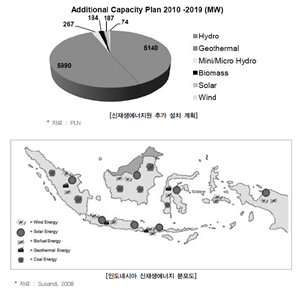 Additional Capacity Plan 2010 -2019 (MW)
267
184
187
74
5140
5990
Hydro
Geothermal
Mini/Micro Hydro
Biomass
Solar
Wind
* 자료 : PLN
[신재생에너지원 추가 설치 계획]
= Wind Energy
= Solar Energy
= Biofuel Energy
= Geothermal Energy
= Coal Energy
[인도네시아 신재생에너지 분포도]
* 자료 : Susandi, 2008